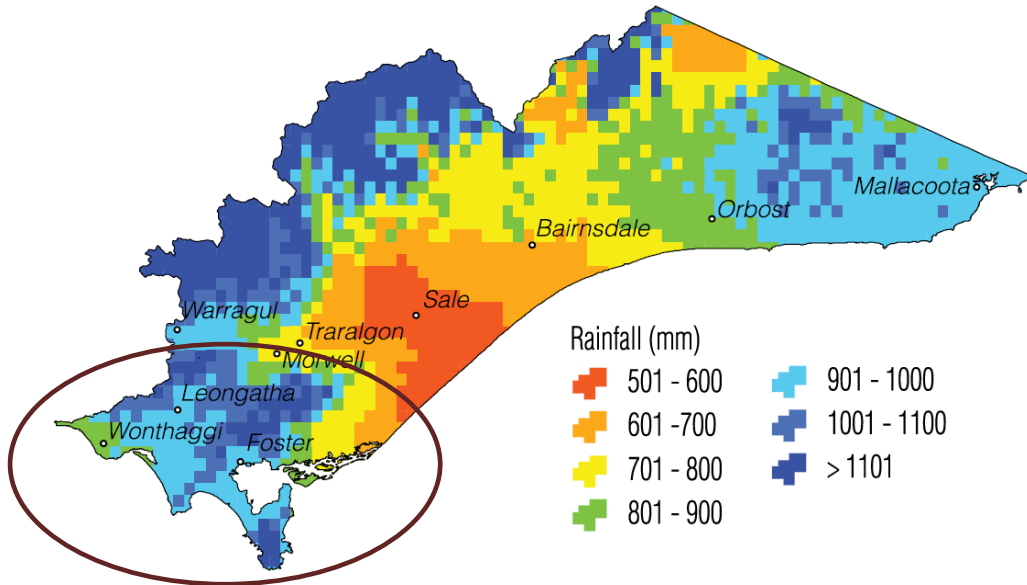 Mallacoota
Orbost
Bairnsdale
Sale
Warragul
Traralgon
Morwell
Leongatha
Wonthaggi
Foster
Rainfall (mm)
501 - 600
601 -700
701 - 800
801 - 900
901 - 1000
1001 - 1100
> 1101